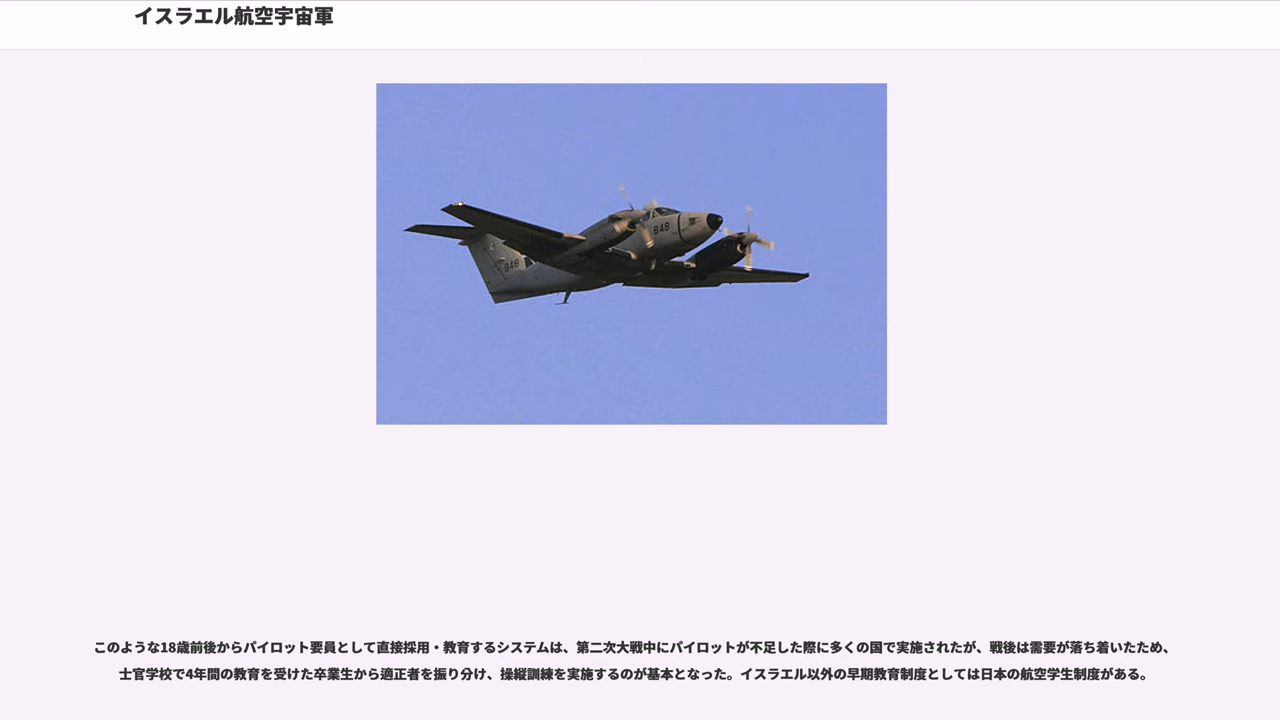 イスラエル航空宇宙軍
848
848
このような18歳前後からパイロット要員として直接採用・教育するシステムは、第二次大戦中にパイロットが不足した際に多くの国で実施されたが、戦後は需要が落ち着いたため、
士官学校で4年間の教育を受けた卒業生から適正者を振り分け、操縦訓練を実施するのが基本となった。イスラエル以外の早期教育制度としては日本の航空学生制度がある。